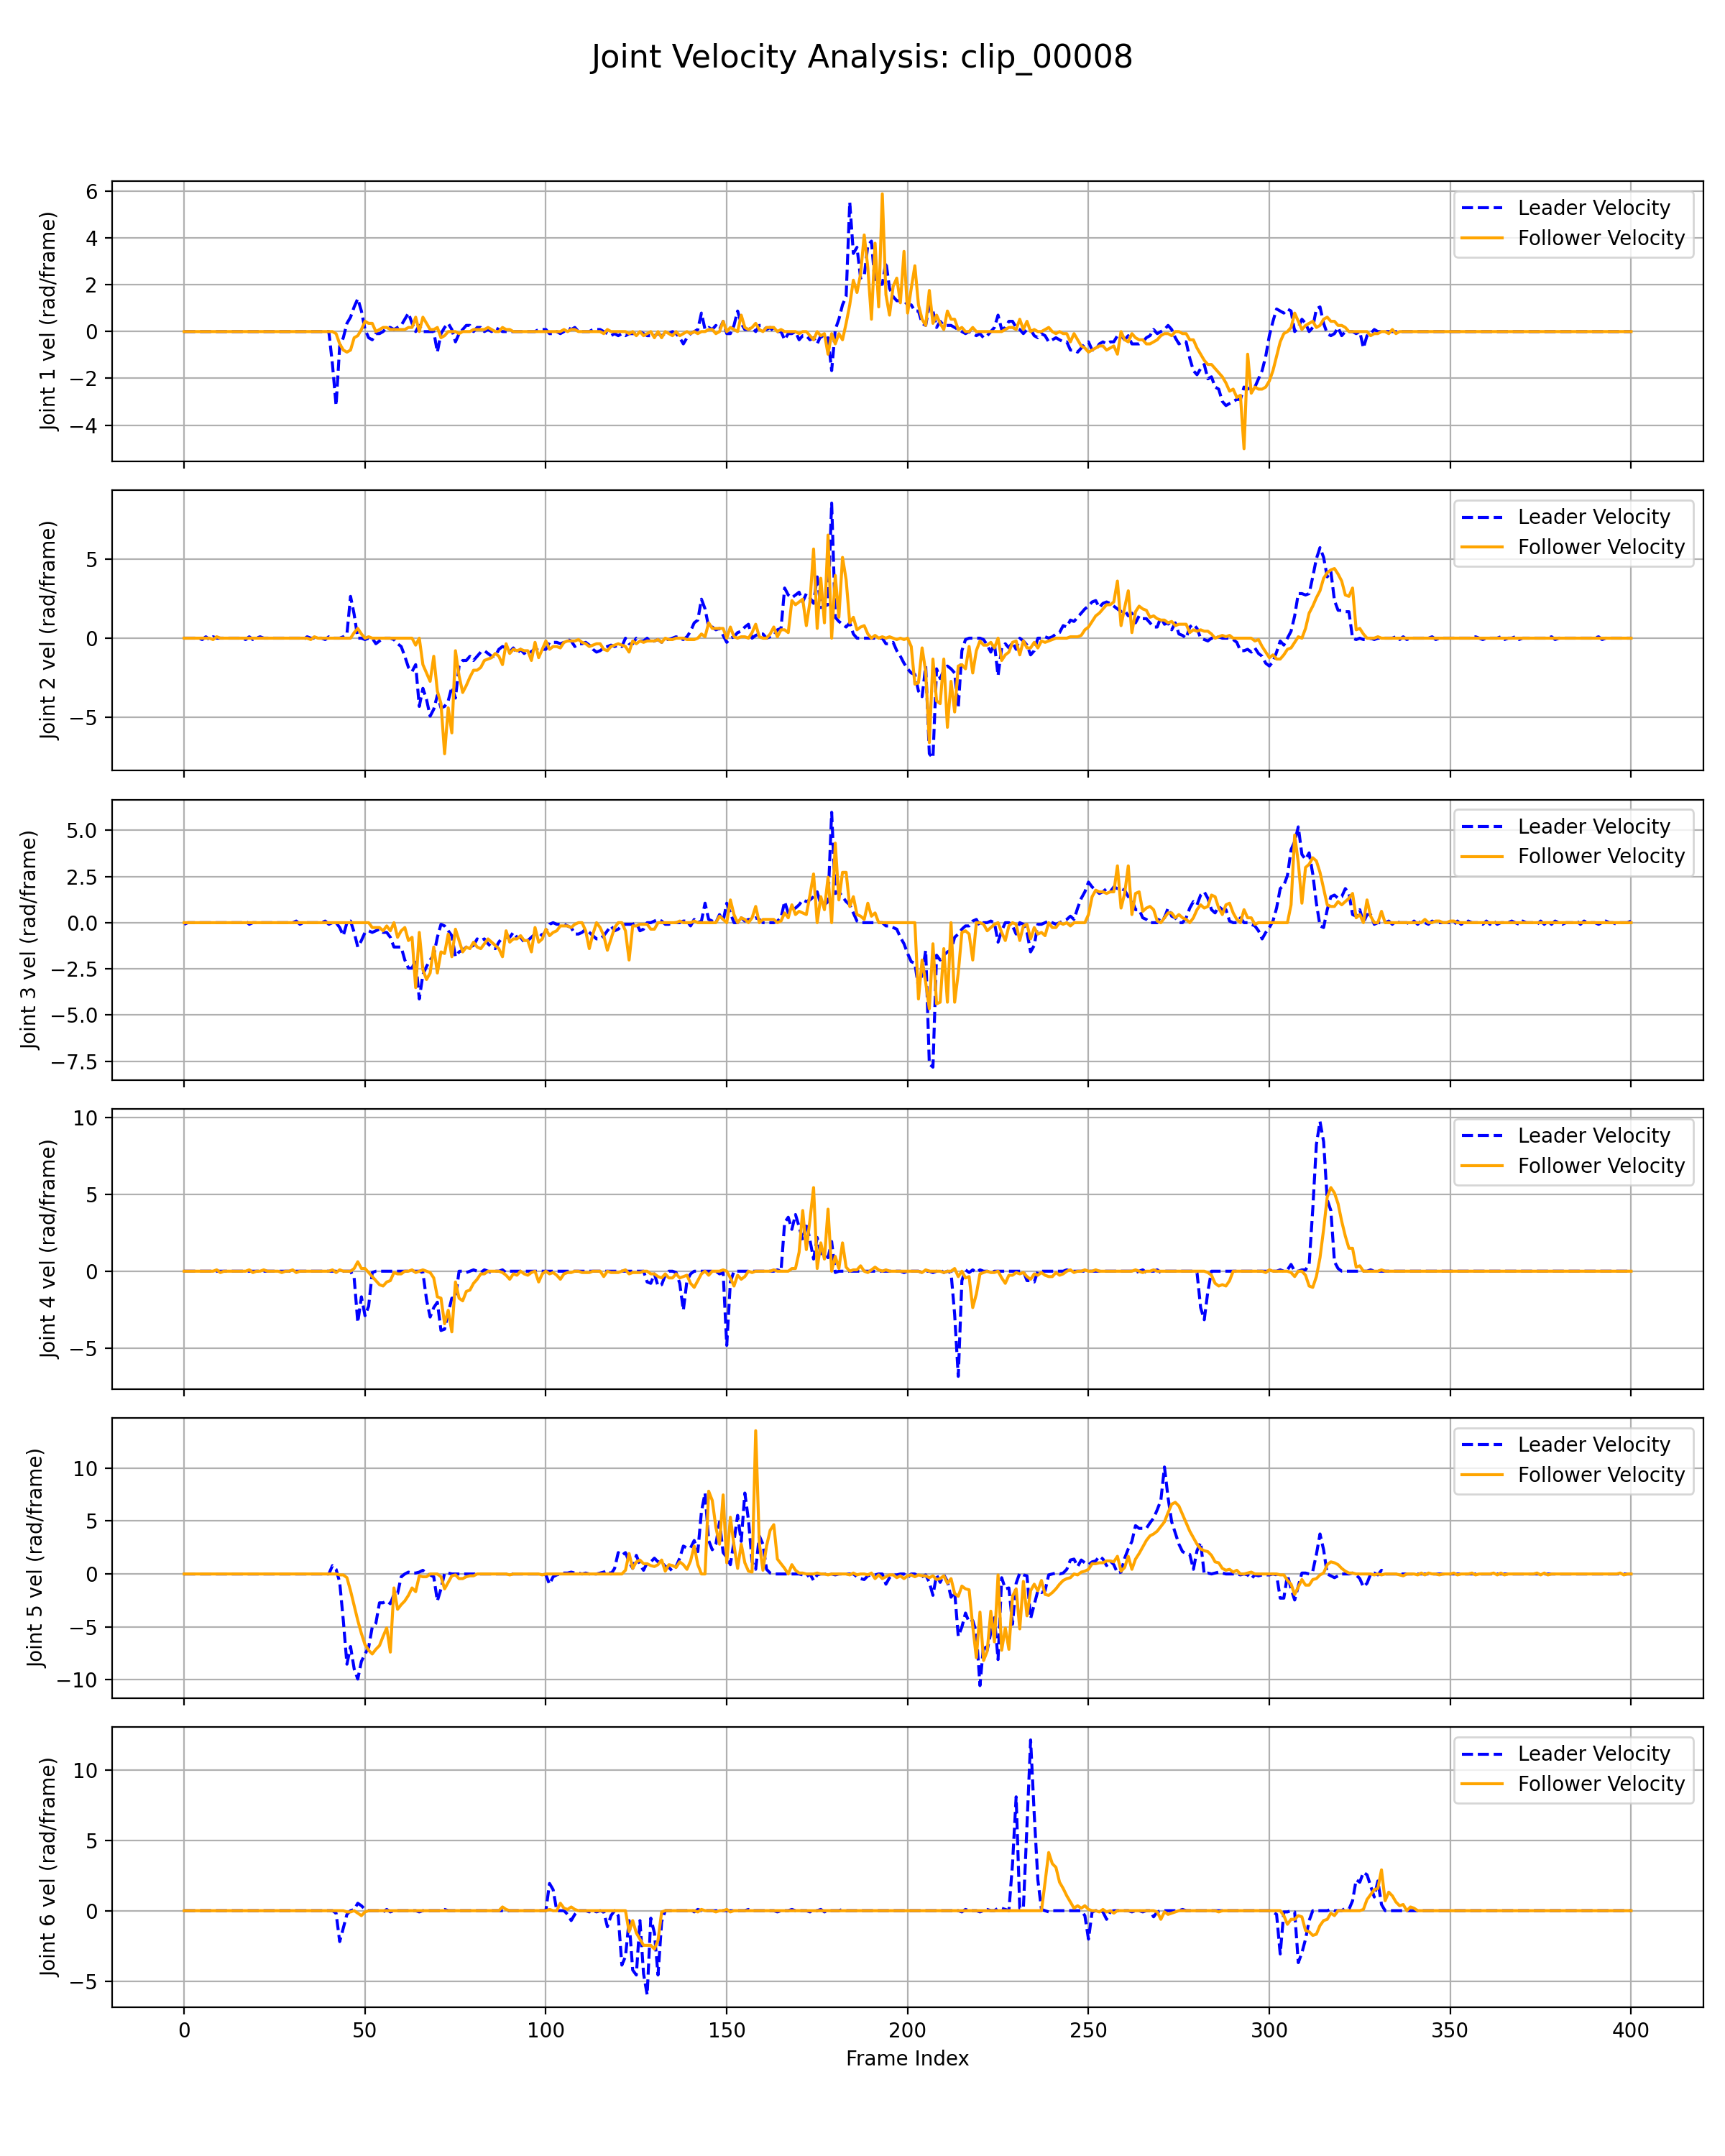 Joint Velocity Analysis: clip_00008
Joint 1 vel (rad/frame)
6
4
2
0
−2
−4
Leader Velocity
Follower Velocity
Joint 2 vel (rad/frame)
5
0
−5
Leader Velocity
Follower Velocity
Joint 3 vel (rad/frame)
5.0
2.5
0.0
−2.5
−5.0
−7.5
Leader Velocity
Follower Velocity
Joint 4 vel (rad/frame)
10
5
0
−5
Leader Velocity
Follower Velocity
Joint 5 vel (rad/frame)
10
5
0
−5
−10
Leader Velocity
Follower Velocity
Joint 6 vel (rad/frame)
10
5
0
−5
Leader Velocity
Follower Velocity
0 50 100 150 200 250 300 350 400
Frame Index